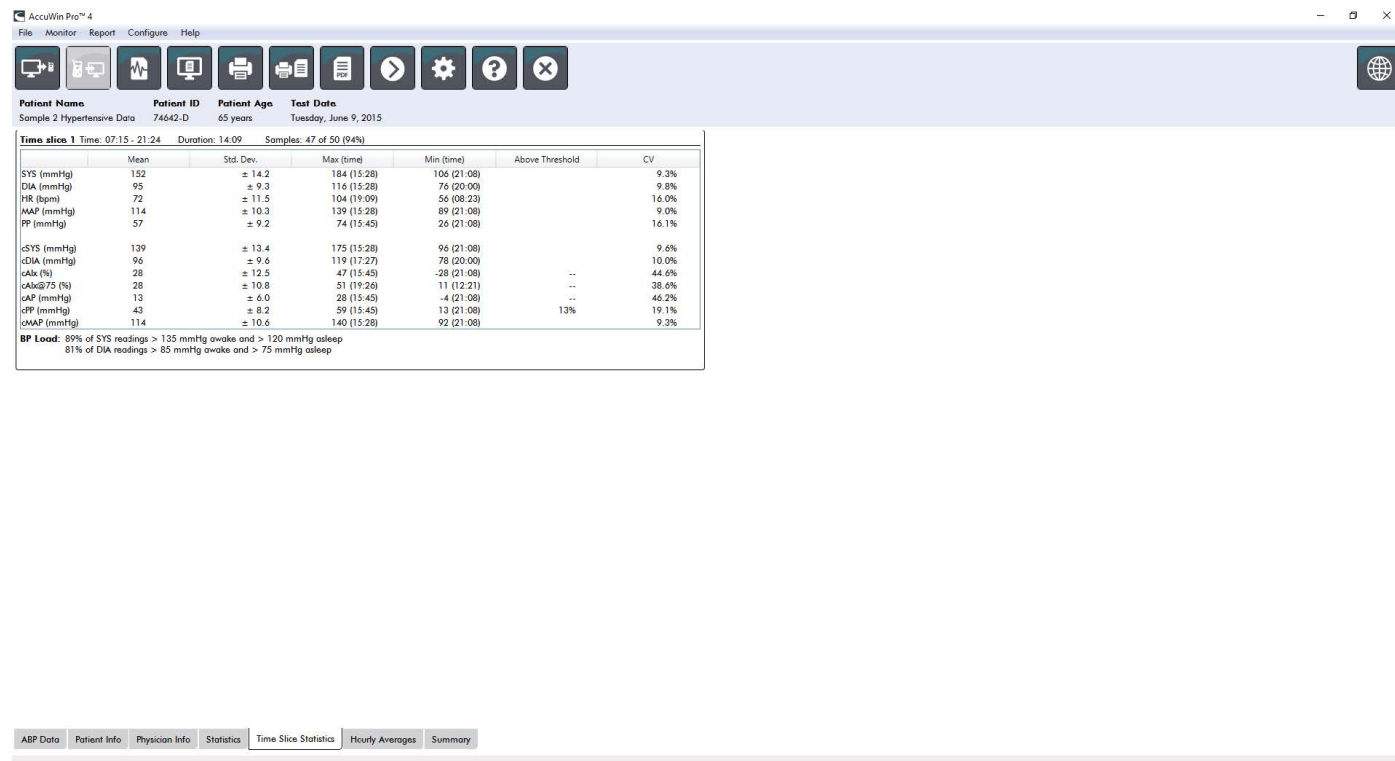 AccuWin Pro™ 4
File Monitor Report Configure Help
PDF
Patient Name Patient ID Patient Age Test Date
Sample 2 Hypertensive Data 74642-D 65 years Tuesday, June 9, 2015
Time slice 1 Time: 07:15 - 21:24 Duration: 14:09 Samples: 47 of 50 (94%)
Mean Std. Dev. Max (time) Min (time) Above Threshold CV
SYS (mmHg) 152 ± 14.2 184 (15:28) 106 (21:08) 9.3%
DIA (mmHg) 95 ± 9.3 116 (15:28) 76 (20:00) 9.8%
HR (bpm) 72 ± 11.5 104 (19:09) 56 (08:23) 16.0%
MAP (mmHg) 114 ± 10.3 139 (15:28) 89 (21:08) 9.0%
PP (mmHg) 57 ± 9.2 74 (15:45) 26 (21:08) 16.1%
cSYS (mmHg) 139 ± 13.4 175 (15:28) 96 (21:08) 9.6%
cDIA (mmHg) 96 ± 9.6 119 (17:27) 78 (20:00) 10.0%
cAIx (%) 28 ± 12.5 47 (15:45) -28 (21:08) -- 44.6%
cAIx@75 (%) 28 ± 10.8 51 (19:26) 11 (12:21) -- 38.6%
cAP (mmHg) 13 ± 6.0 28 (15:45) -4 (21:08) -- 46.2%
cPP (mmHg) 43 ± 8.2 59 (15:45) 13 (21:08) 13% 19.1%
cMAP (mmHg) 114 ± 10.6 140 (15:28) 92 (21:08) 9.3%
BP Load: 89% of SYS readings > 135 mmHg awake and > 120 mmHg asleep
81% of DIA readings > 85 mmHg awake and > 75 mmHg asleep
ABP Data Patient Info Physician Info Statistics Time Slice Statistics Hourly Averages Summary